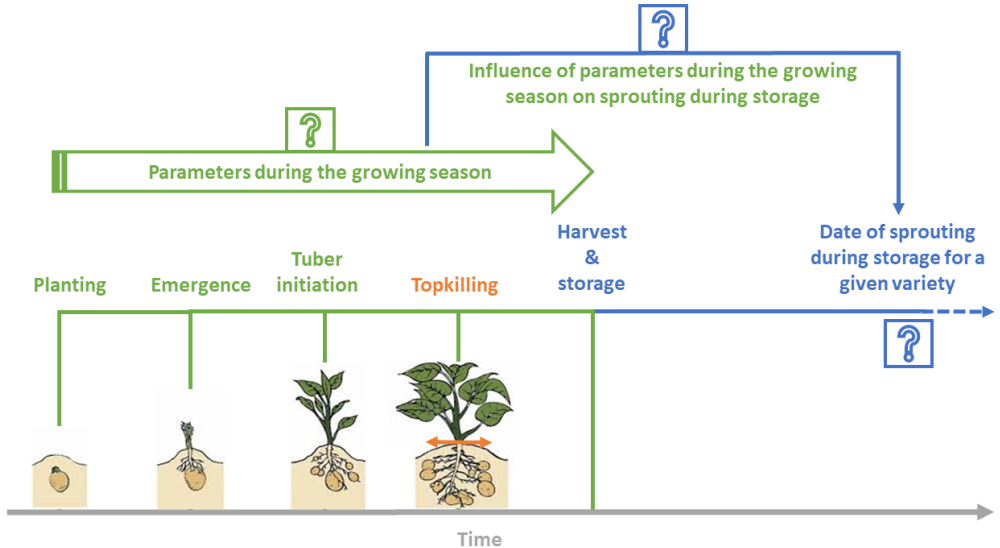 ?
Influence of parameters during the growing
season on sprouting during storage
?
Parameters during the growing season
Harvest
&
storage
Date of sprouting
during storage for a
given variety
Tuber
initiation
Planting
Emergence
Topkilling
?
Time